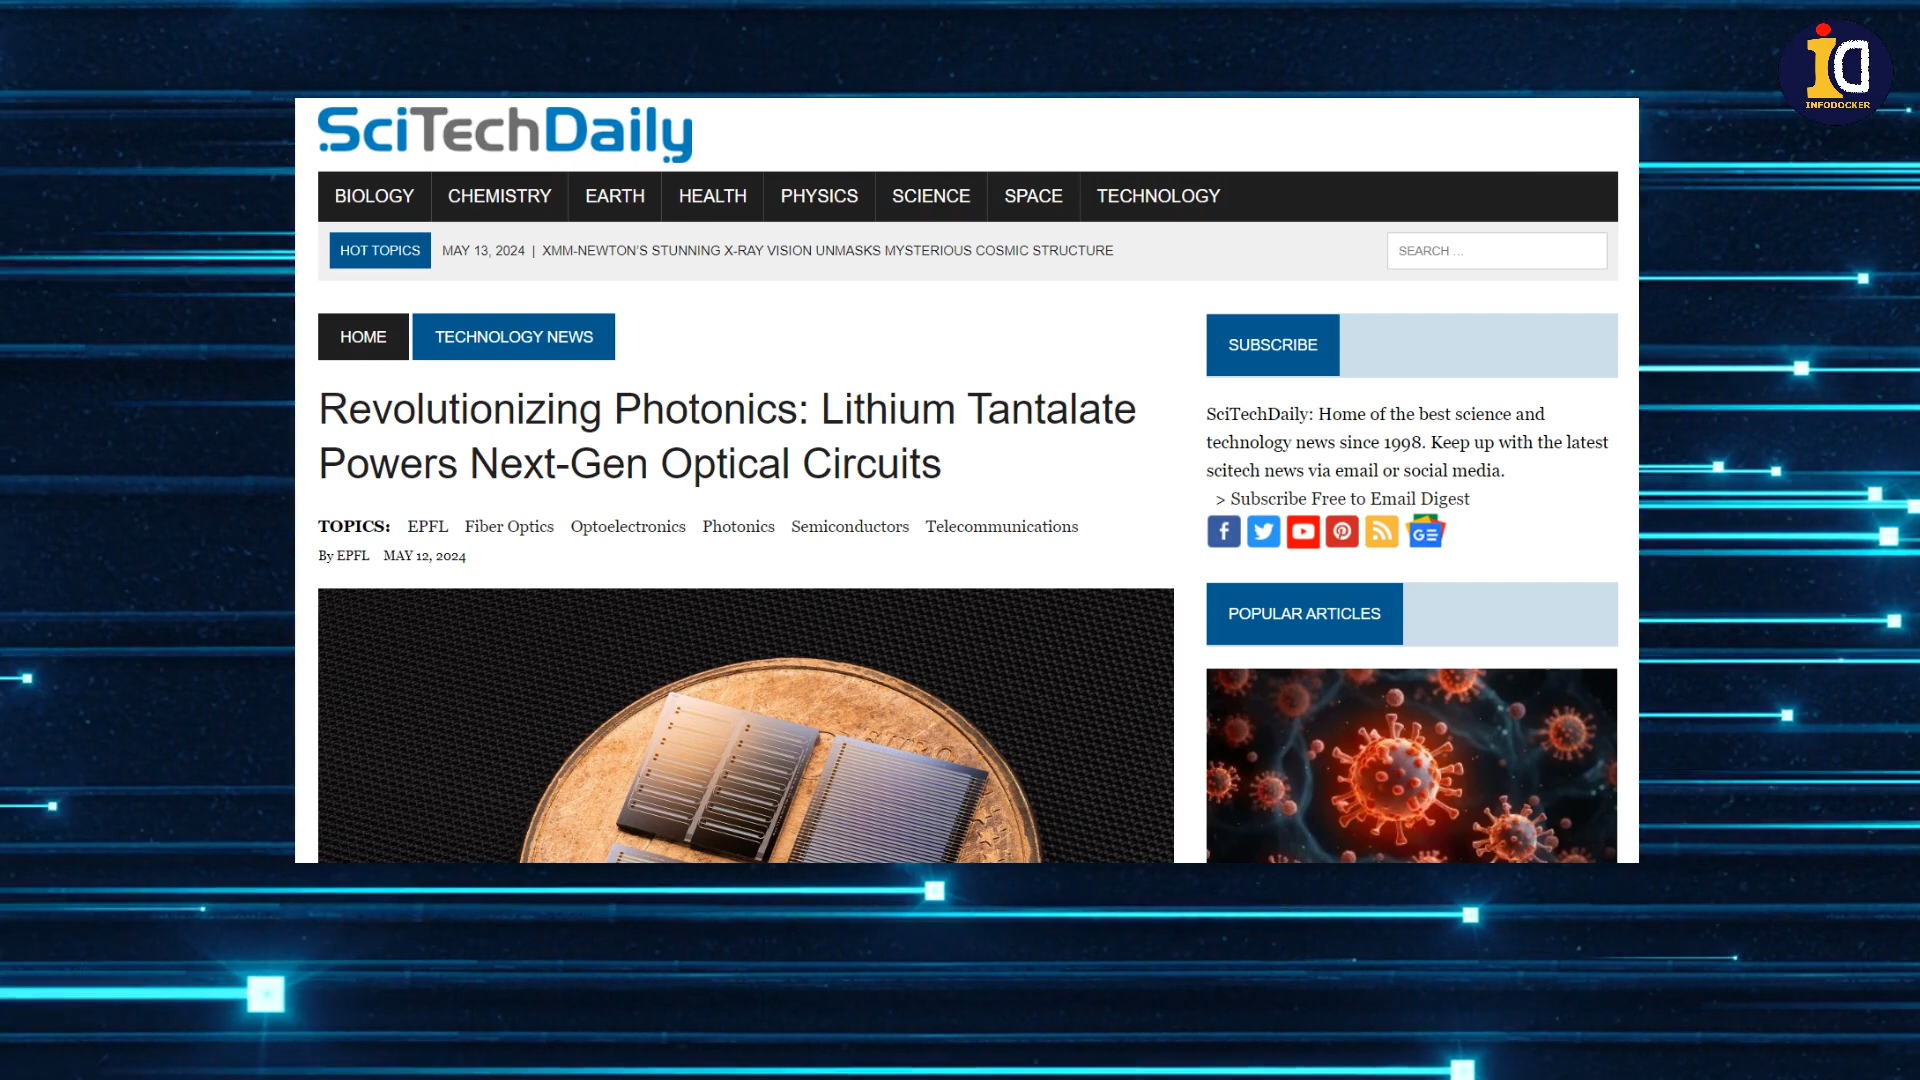 iD
INFODOCKER
SciTechDaily
BIOLOGY CHEMISTRY EARTH HEALTH PHYSICS SCIENCE SPACE TECHNOLOGY
HOT TOPICS MAY 13, 2024 | XMM-NEWTON'S STUNNING X-RAY VISION UNMASKS MYSTERIOUS COSMIC STRUCTURE SEARCH ...
HOME TECHNOLOGY NEWS
Revolutionizing Photonics: Lithium Tantalate
Powers Next-Gen Optical Circuits
TOPICS: EPFL Fiber Optics Optoelectronics Photonics Semiconductors Telecommunications
By EPFL MAY 12, 2024
SUBSCRIBE
SciTechDaily: Home of the best science and
technology news since 1998. Keep up with the latest
scitech news via email or social media.
> Subscribe Free to Email Digest
POPULAR ARTICLES